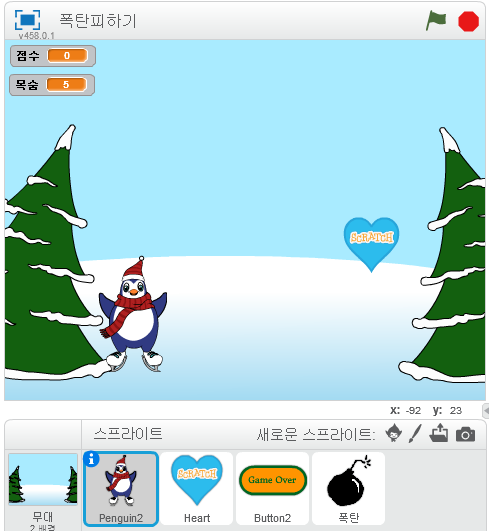 폭탄피하기
v458.0.1
점수 0
목숨 5
SCRATCH
x: -92 y: 23
스프라이트 새로운 스프라이트:
SCRATCH
Game Over
무대
2 배경
Penguin2
Heart
Button2
폭탄